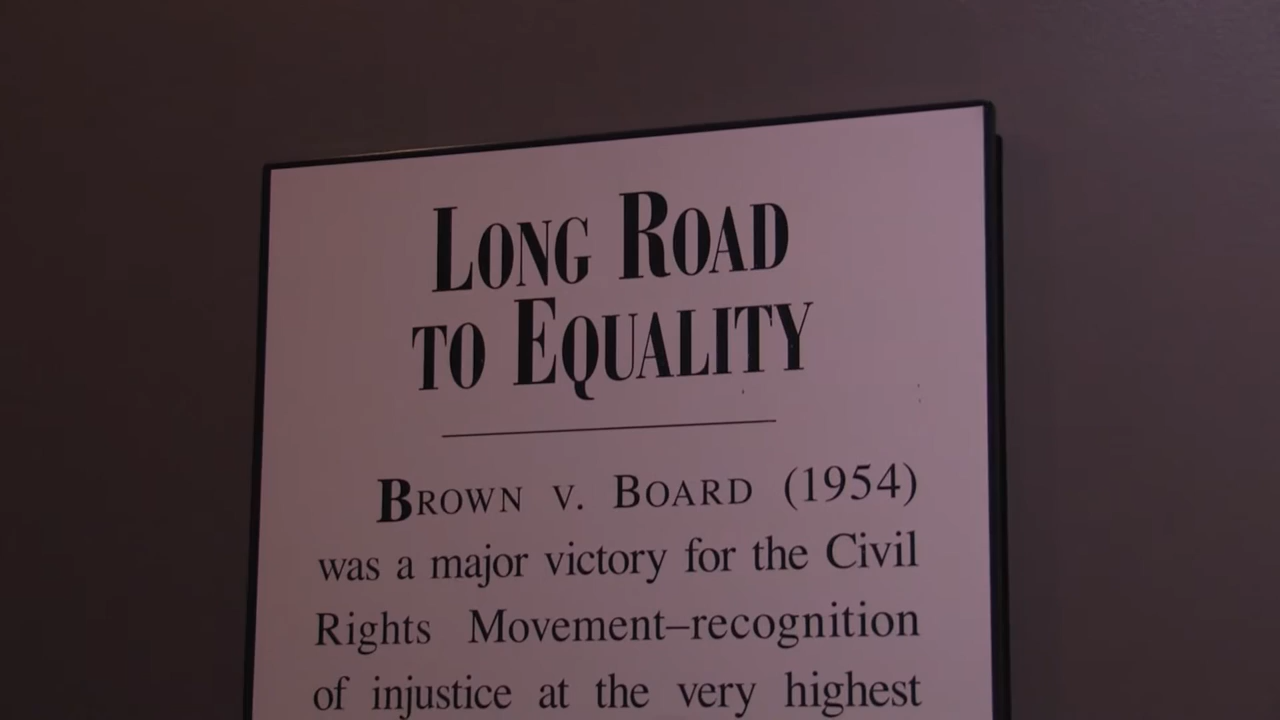 LONG ROAD
TO EQUALITY
BROWN V. BOARD (1954)
was a major victory for the Civil
Rights Movement–recognition
of injustice at the very highest